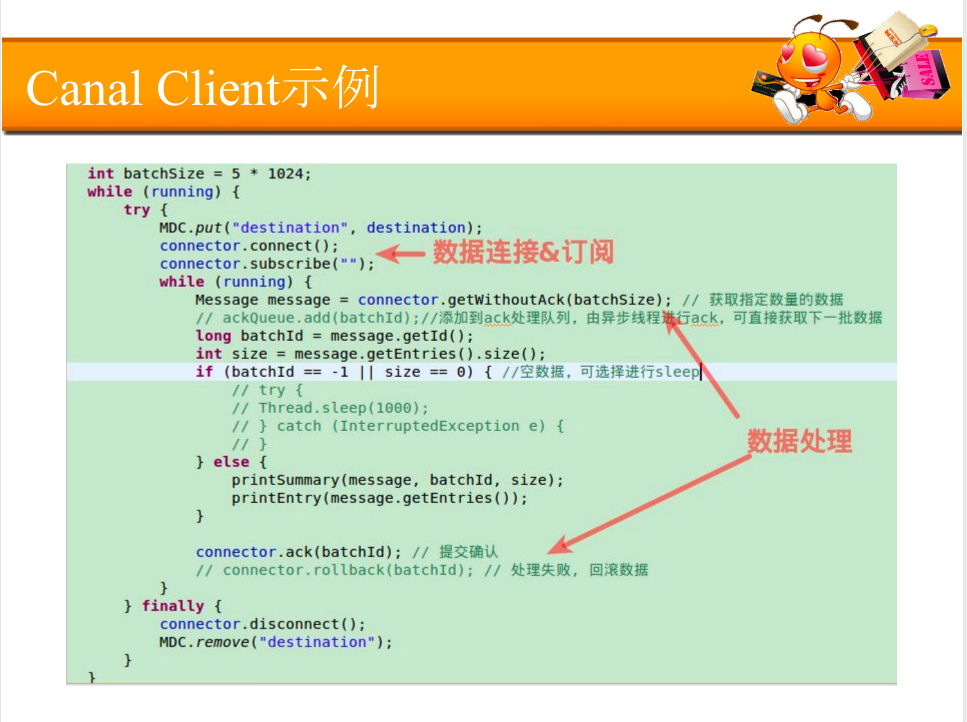 Canal Client示例
SALE
int batchSize = 5 * 1024;
while (running) {
try {
MDC.put("destination", destination);
connector.connect();
数据连接&订阅
connector.subscribe("");
while (running) {
Message message = connector.getWithoutAck(batchSize); // 获取指定数量的数据
// ackQueue.add(batchId);//添加到ack处理队列，由异步线程进行ack，可直接获取下一批数据
long batchId = message.getId();
int size = message.getEntries().size();
if (batchId == -1 || size == 0) { //空数据，可选择进行sleep
// try {
// Thread.sleep(1000);
// } catch (InterruptedException e) {
数据处理
// }
} else {
printSummary(message, batchId, size);
printEntry(message.getEntries());
}
connector.ack(batchId); // 提交确认
// connector.rollback(batchId); // 处理失败, 回滚数据
}
} finally {
connector.disconnect();
MDC.remove("destination");
}
}